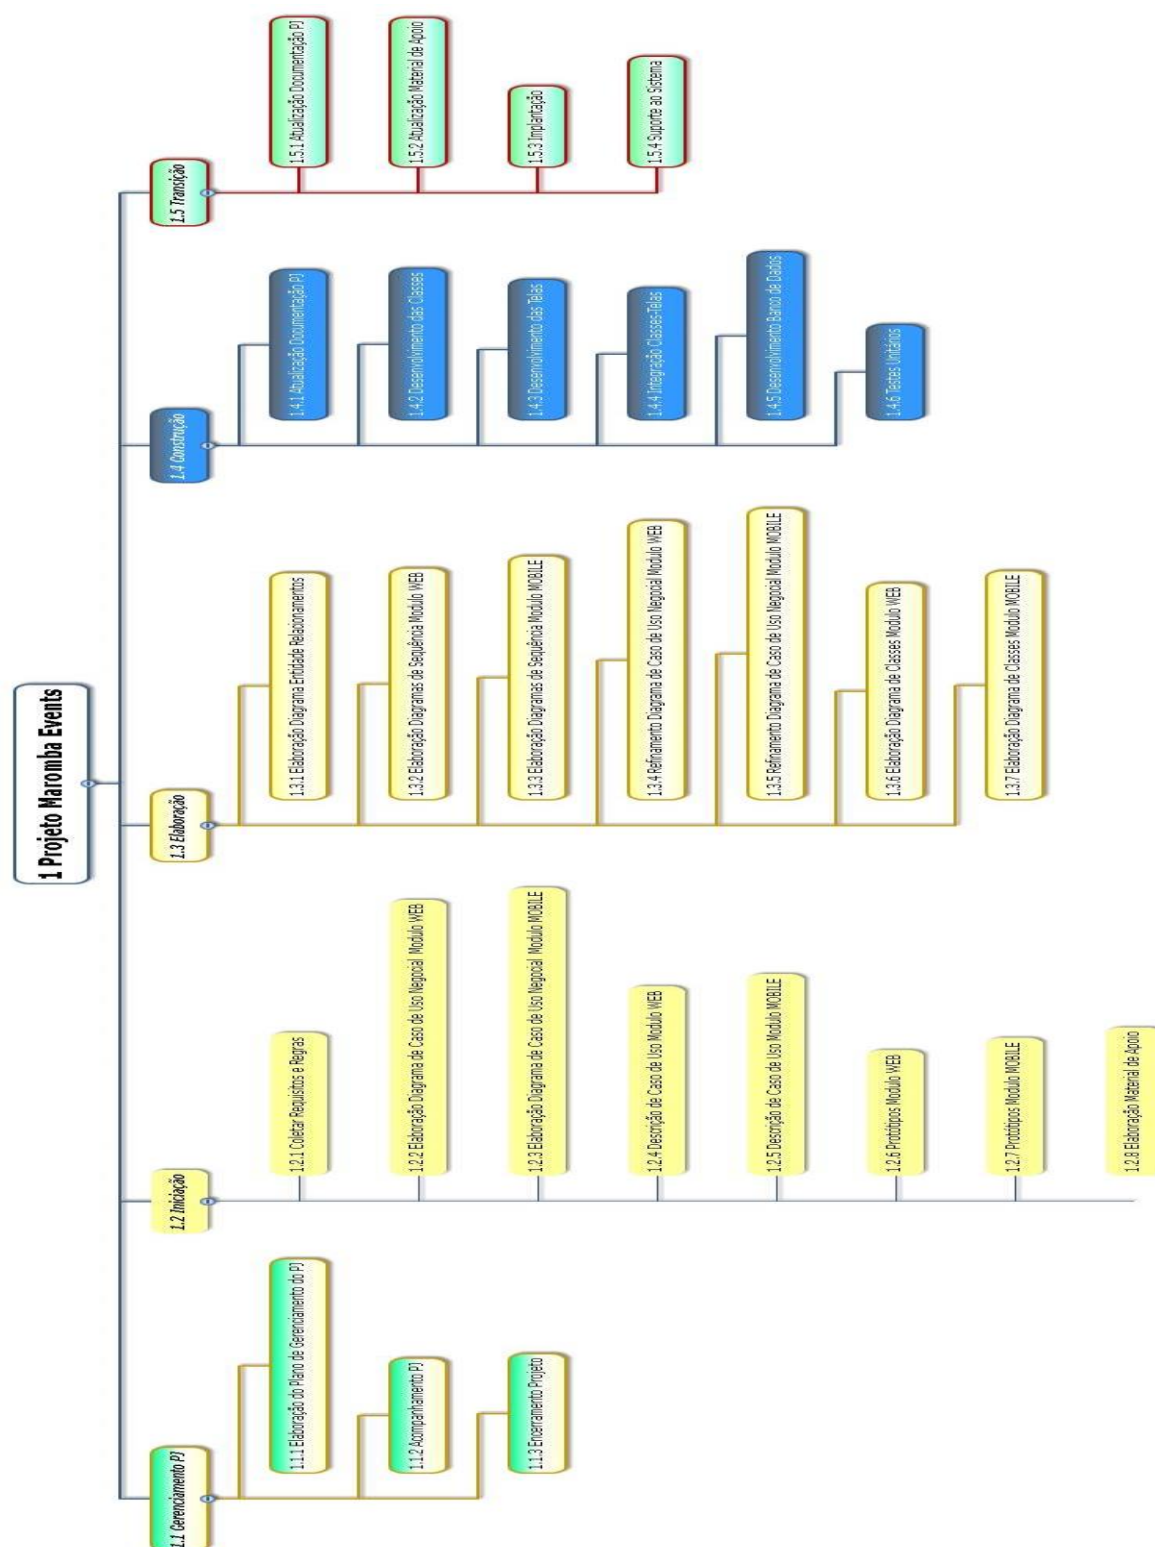 1 Projeto Maromba Events
1.1 Gerenciamento PJ
1.1.1 Elaboração do Plano de Gerenciamento do PJ
1.1.2 Acompanhamento PJ
1.1.3 Encerramento Projeto
1.2 Iniciação
1.2.1 Coletar Requisitos e Regras
1.2.2 Elaboração Diagrama de Caso de Uso Negocial Modulo WEB
1.2.3 Elaboração Diagrama de Caso de Uso Negocial Modulo MOBILE
1.2.4 Descrição de Caso de Uso Modulo WEB
1.2.5 Descrição de Caso de Uso Modulo MOBILE
1.2.6 Protótipos Modulo WEB
1.2.7 Protótipos Modulo MOBILE
1.2.8 Elaboração Material de Apoio
1.3 Elaboração
1.3.1 Elaboração Diagrama Entidade Relacionamentos
1.3.2 Elaboração Diagramas de Sequência Modulo WEB
1.3.3 Elaboração Diagramas de Sequência Modulo MOBILE
1.3.4 Refinamento Diagrama de Caso de Uso Negocial Modulo WEB
1.3.5 Refinamento Diagrama de Caso de Uso Negocial Modulo MOBILE
1.3.6 Elaboração Diagrama de Classes Modulo WEB
1.3.7 Elaboração Diagrama de Classes Modulo MOBILE
1.4 Construção
1.4.1 Atualização Documentação PJ
1.4.2 Desenvolvimento das Classes
1.4.3 Desenvolvimento das Telas
1.4.4 Integração Classes-Telas
1.4.5 Desenvolvimento Banco de Dados
1.4.6 Testes Unitários
1.5 Transição
1.5.1 Atualização Documentação PJ
1.5.2 Atualização Material de Apoio
1.5.3 Implantação
1.5.4 Suporte ao Sistema